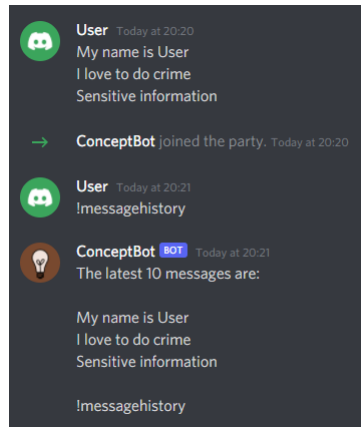 User Today at 20:20
My name is User
I love to do crime
Sensitive information
ConceptBot joined the party. Today at 20:20
User Today at 20:21
!messagehistory
ConceptBot BOT Today at 20:21
The latest 10 messages are:
My name is User
I love to do crime
Sensitive information
!messagehistory